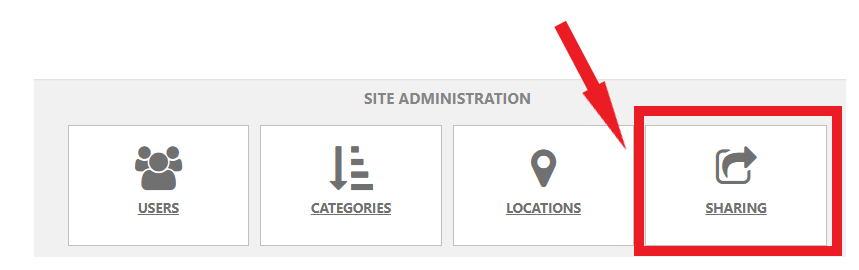 SITE ADMINISTRATION
USERS
CATEGORIES
LOCATIONS
SHARING